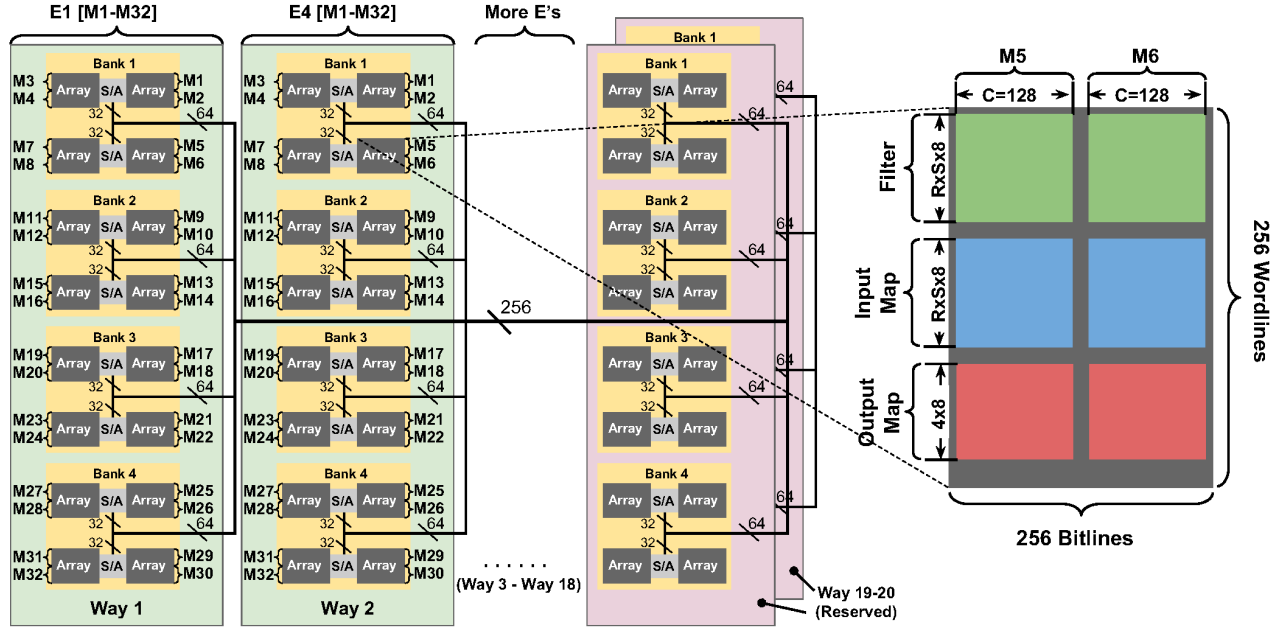 E1 [M1-M32]
E4 [M1-M32]
More E's
Bank 1
M3
M4
Array
S/A
Array
M1
M2
32
64
32
M7
M8
Array
S/A
Array
M5
M6
Bank 2
M11
M12
Array
S/A
Array
M9
M10
32
64
32
M15
M16
Array
S/A
Array
M13
M14
Bank 3
M19
M20
Array
S/A
Array
M17
M18
32
64
32
M23
M24
Array
S/A
Array
M21
M22
Bank 4
M27
M28
Array
S/A
Array
M25
M26
32
64
32
M31
M32
Array
S/A
Array
M29
M30
Way 1
Bank 1
M3
M4
Array
S/A
Array
M1
M2
32
64
32
M7
M8
Array
S/A
Array
M5
M6
Bank 2
M11
M12
Array
S/A
Array
M9
M10
32
64
32
M15
M16
Array
S/A
Array
M13
M14
Bank 3
M19
M20
Array
S/A
Array
M17
M18
32
64
32
M23
M24
Array
S/A
Array
M21
M22
Bank 4
M27
M28
Array
S/A
Array
M25
M26
32
64
32
M31
M32
Array
S/A
Array
M29
M30
Way 2
256
. . . . . .
(Way 3 - Way 18)
Bank 1
Bank 1
Array
S/A
Array
64
32
64
32
Array
S/A
Array
Bank 2
Array
S/A
Array
64
32
64
32
Array
S/A
Array
Bank 3
Array
S/A
Array
64
32
64
32
Array
S/A
Array
Bank 4
Array
S/A
Array
64
32
64
32
Array
S/A
Array
Way 19-20
(Reserved)
M5
M6
C=128
C=128
Filter
RxSx8
Input
Map
RxSx8
Output
Map
4x8
256 Wordlines
256 Bitlines